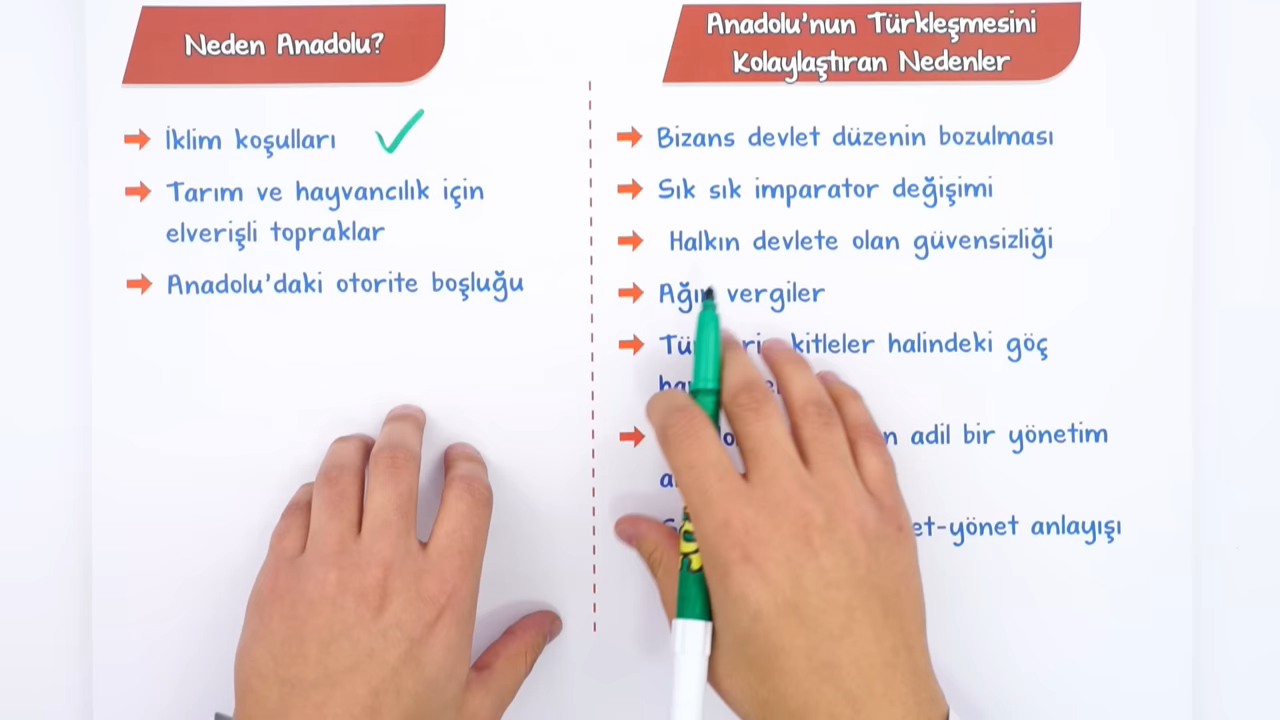 Neden Anadolu?
İklim koşulları
Tarım ve hayvancılık için
elverişli topraklar
Anadolu'daki otorite boşluğu
Anadolu'nun Türkleşmesini
Kolaylaştıran Nedenler
Bizans devlet düzenin bozulması
Sık sık imparator değişimi
Halkın devlete olan güvensizliği
Ağır vergiler
kitleler halindeki göç
adil bir yönetim
et-yönet anlayışı